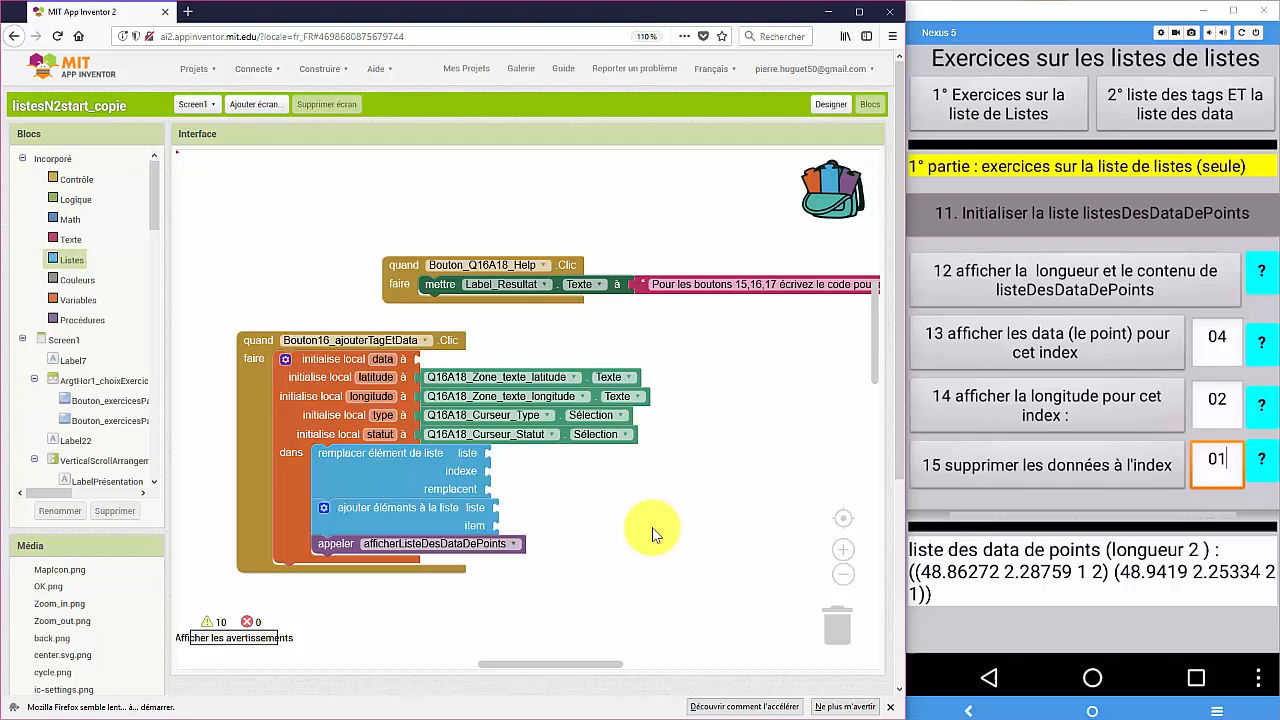 MIT App Inventor 2
ai2.appinventor.mit.edu/?locale=fr_FR#4698680875679744
110 %
Rechercher
MIT
APP INVENTOR
Projets
Connecte
Construire
Aide
Mes Projets
Galerie
Guide
Reporter un problème
Français
pierre.huguet50@gmail.com
listesN2start_copie
Screen1
Ajouter écran...
Supprimer écran
Designer
Blocs
Blocs
Interface
Incorporé
Contrôle
Logique
Math
Texte
Listes
Couleurs
Variables
Procédures
Screen1
Label7
ArgtHor1_choixExercic
Bouton_exercicesPa
Bouton_exercicesPa
Label22
VerticalScrollArrangem
LabelPrésentation
Renommer
Supprimer
Média
MapIcon.png
OK.png
Zoom_in.png
Zoom_out.png
back.png
center.svg.png
cycle.png
ic-settings.png
quand Bouton_Q16A18_Help .Clic
faire mettre Label_Resultat . Texte à " Pour les boutons 15,16,17 écrivez le code pou
quand Bouton16_ajouterTagEtData .Clic
faire initialise local data à
initialise local latitude à Q16A18_Zone_texte_latitude . Texte
initialise local longitude à Q16A18_Zone_texte_longitude . Texte
initialise local type à Q16A18_Curseur_Type . Sélection
initialise local statut à Q16A18_Curseur_Statut . Sélection
dans remplacer élément de liste liste
indexe
remplacent
ajouter éléments à la liste liste
item
appeler afficherListeDesDataDePoints
10 0
Afficher les avertissements
Mozilla Firefox semble lent... à... démarrer.
Découvrir comment l'accélérer
Ne plus m'avertir
Nexus 5
Exercices sur les listes de listes
1° Exercices sur la
liste de Listes
2° liste des tags ET la
liste des data
1° partie : exercices sur la liste de listes (seule)
11. Initialiser la liste listesDesDataDePoints
12 afficher la longueur et le contenu de
listeDesDataDePoints
?
13 afficher les data (le point) pour
cet index
04
?
14 afficher la longitude pour cet
index :
02
?
15 supprimer les données à l'index
01
?
liste des data de points (longueur 2 ) :
((48.86272 2.28759 1 2) (48.9419 2.25334 2
1))